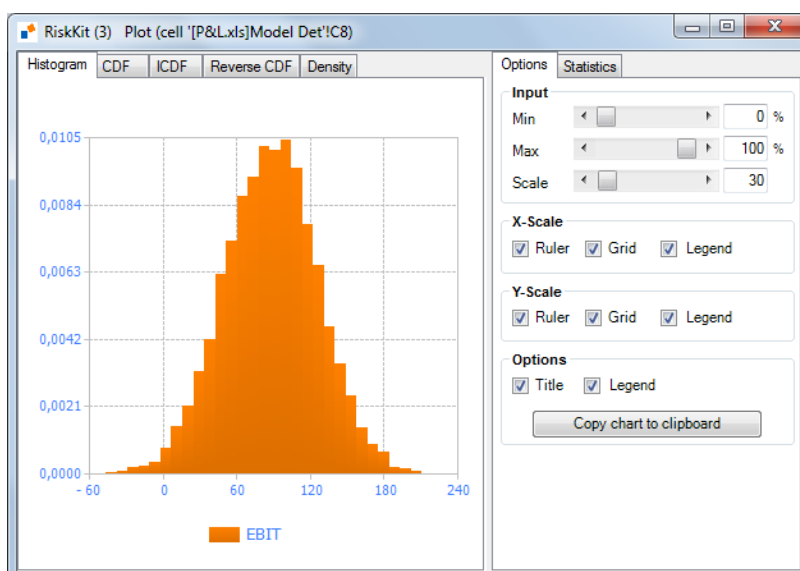 RiskKit (3) Plot (cell '[P&L.xls]Model Det'!C8)
Histogram CDF ICDF Reverse CDF Density
0,0105
0,0084
0,0063
0,0042
0,0021
0,0000
- 60 0 60 120 180 240
EBIT
Options Statistics
Input
Min 0 %
Max 100 %
Scale 30
X-Scale
Ruler Grid Legend
Y-Scale
Ruler Grid Legend
Options
Title Legend
Copy chart to clipboard